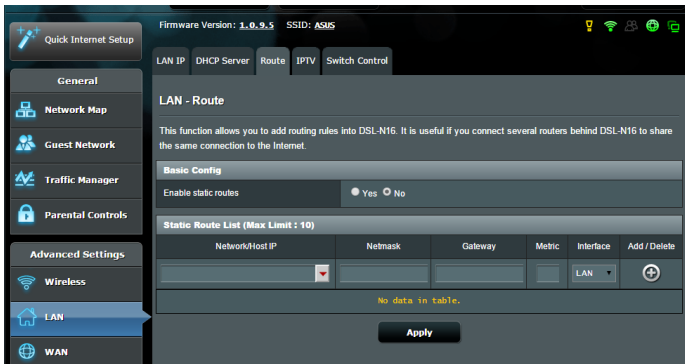 Firmware Version: 1.0.9.5 SSID: ASUS
Quick Internet Setup
General
Network Map
Guest Network
Traffic Manager
Parental Controls
Advanced Settings
Wireless
LAN
WAN
LAN IP DHCP Server Route IPTV Switch Control
LAN - Route
This function allows you to add routing rules into DSL-N16. It is useful if you connect several routers behind DSL-N16 to share
the same connection to the Internet.
Basic Config
Enable static routes Yes No
Static Route List (Max Limit : 10)
Network/Host IP Netmask Gateway Metric Interface Add / Delete
LAN
No data in table.
Apply